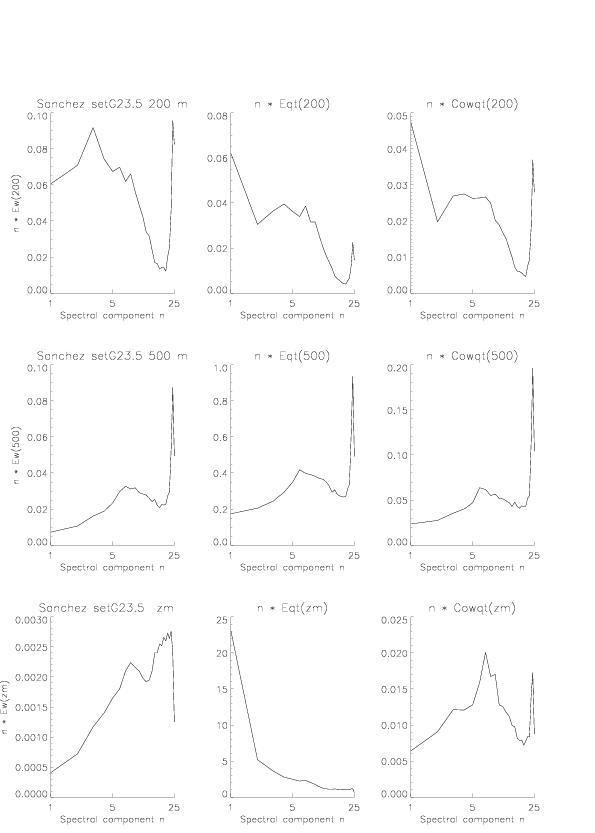 Sanchez setG23.5 200 m
n * Eqt(200)
n * Cowqt(200)
n * Ew(200)
0.10
0.08
0.06
0.04
0.02
0.00
0.08
0.06
0.04
0.02
0.00
0.05
0.04
0.03
0.02
0.01
0.00
1 5 25
1 5 25
1 5 25
Spectral component n
Spectral component n
Spectral component n
Sanchez setG23.5 500 m
n * Eqt(500)
n * Cowqt(500)
n * Ew(500)
0.10
0.08
0.06
0.04
0.02
0.00
1.0
0.8
0.6
0.4
0.2
0.0
0.20
0.15
0.10
0.05
0.00
1 5 25
1 5 25
1 5 25
Spectral component n
Spectral component n
Spectral component n
Sanchez setG23.5 zm
n * Eqt(zm)
n * Cowqt(zm)
n * Ew(zm)
0.0030
0.0025
0.0020
0.0015
0.0010
0.0005
0.0000
25
20
15
10
5
0
0.025
0.020
0.015
0.010
0.005
0.000
1 5 25
1 5 25
1 5 25
Spectral component n
Spectral component n
Spectral component n